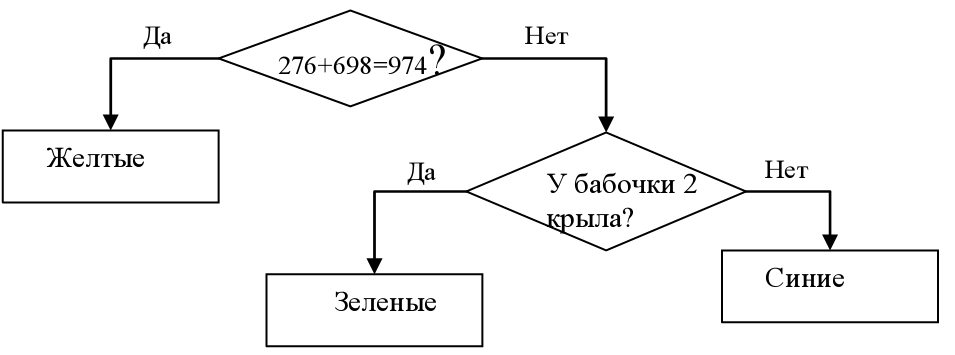 Да
Нет
276+698=974?
Желтые
Да
Нет
У бабочки 2
крыла?
Зеленые
Синие